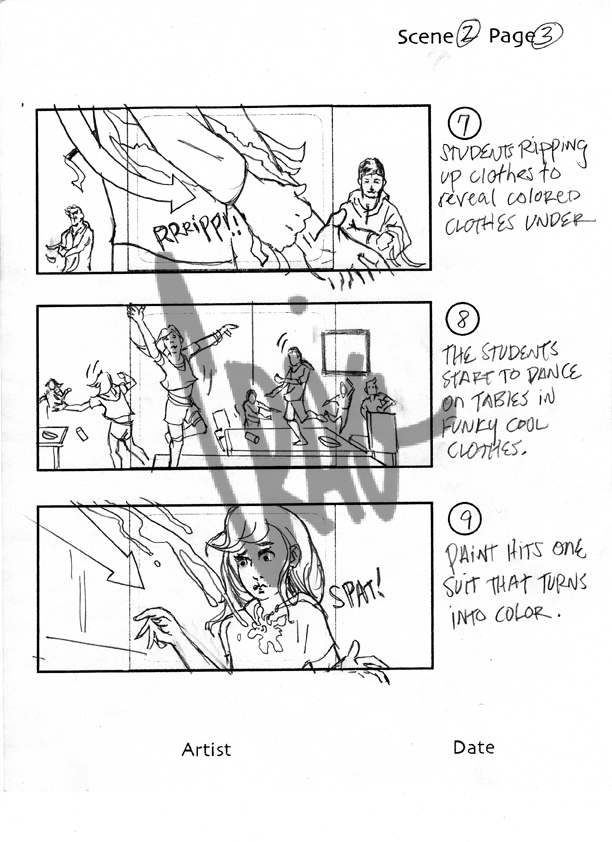 Scene 2 Page 3
7
STUDENTS RIPPING
UP CLOTHES TO
REVEAL COLORED
CLOTHES UNDER
RRRIPPP!!
8
THE STUDENTS
START TO DANCE
ON TABLES IN
FUNKY COOL
CLOTHES.
9
PAINT HITS ONE
SUIT THAT TURNS
INTO COLOR.
SPAT!
Artist
Date